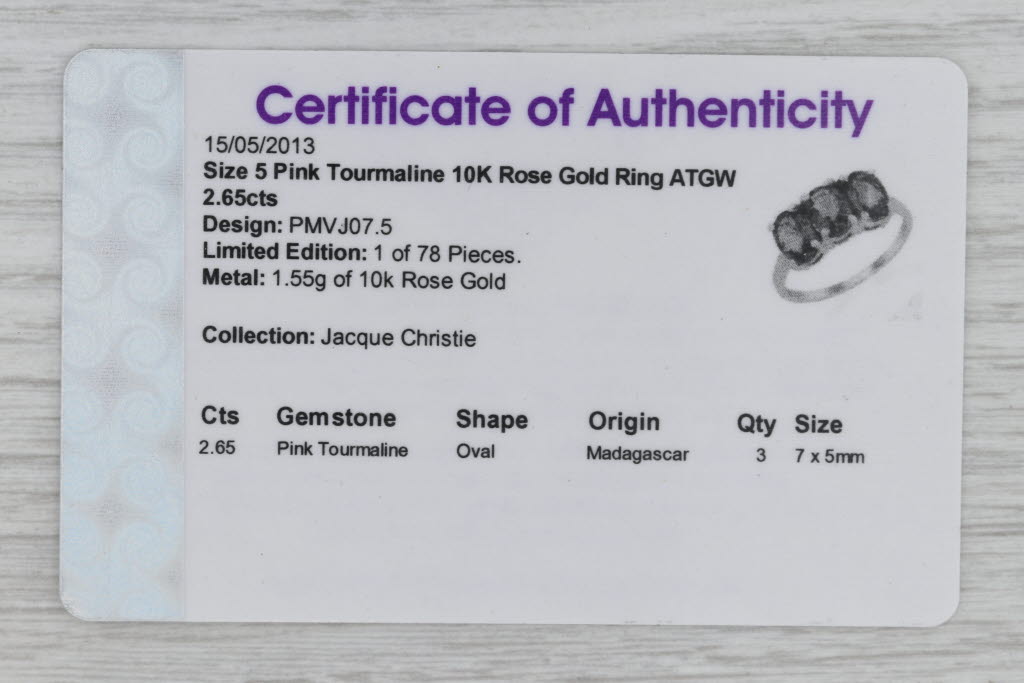 Certificate of Authenticity
15/05/2013
Size 5 Pink Tourmaline 10K Rose Gold Ring ATGW
2.65cts
Design: PMVJ07.5
Limited Edition: 1 of 78 Pieces.
Metal: 1.55g of 10k Rose Gold
Collection: Jacque Christie
Cts Gemstone Shape Origin Qty Size
2.65 Pink Tourmaline Oval Madagascar 3 7 x 5mm